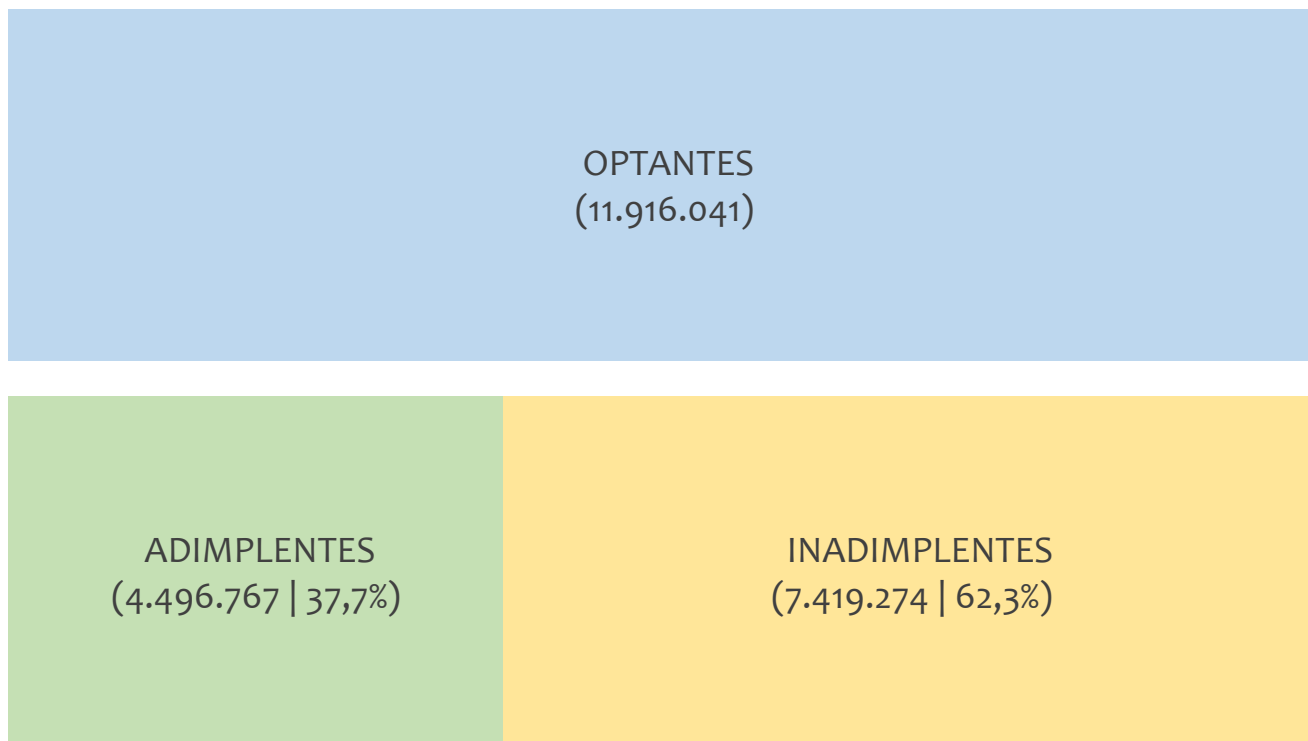 OPTANTES
(11.916.041)
ADIMPLENTES
(4.496.767 | 37,7%)
INADIMPLENTES
(7.419.274 | 62,3%)